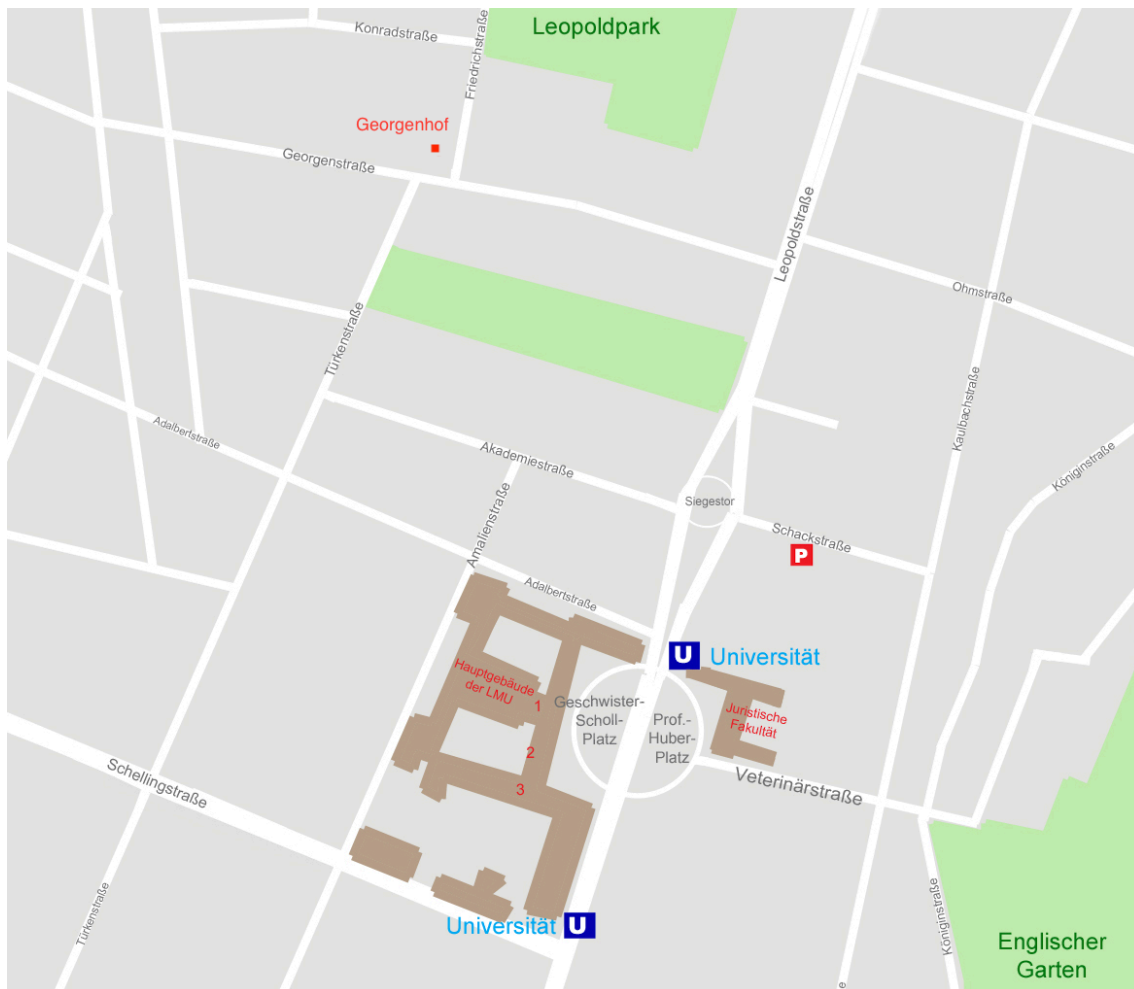 Leopoldpark
Konradstraße
Friedrichstraße
Georgenhof
Georgenstraße
Leopoldstraße
Ohmstraße
Türkenstraße
Kaulbachstraße
Adalbertstraße
Akademiestraße
Königinstraße
Amalienstraße
Siegestor
Schackstraße
P
Adalbertstraße
U Universität
Hauptgebäude
der LMU
1
Geschwister-
Scholl-
Platz
Prof.-
Huber-
Platz
Juristische
Fakultät
2
3
Schellingstraße
Veterinärstraße
Türkenstraße
Universität U
Königinstraße
Englischer
Garten
e